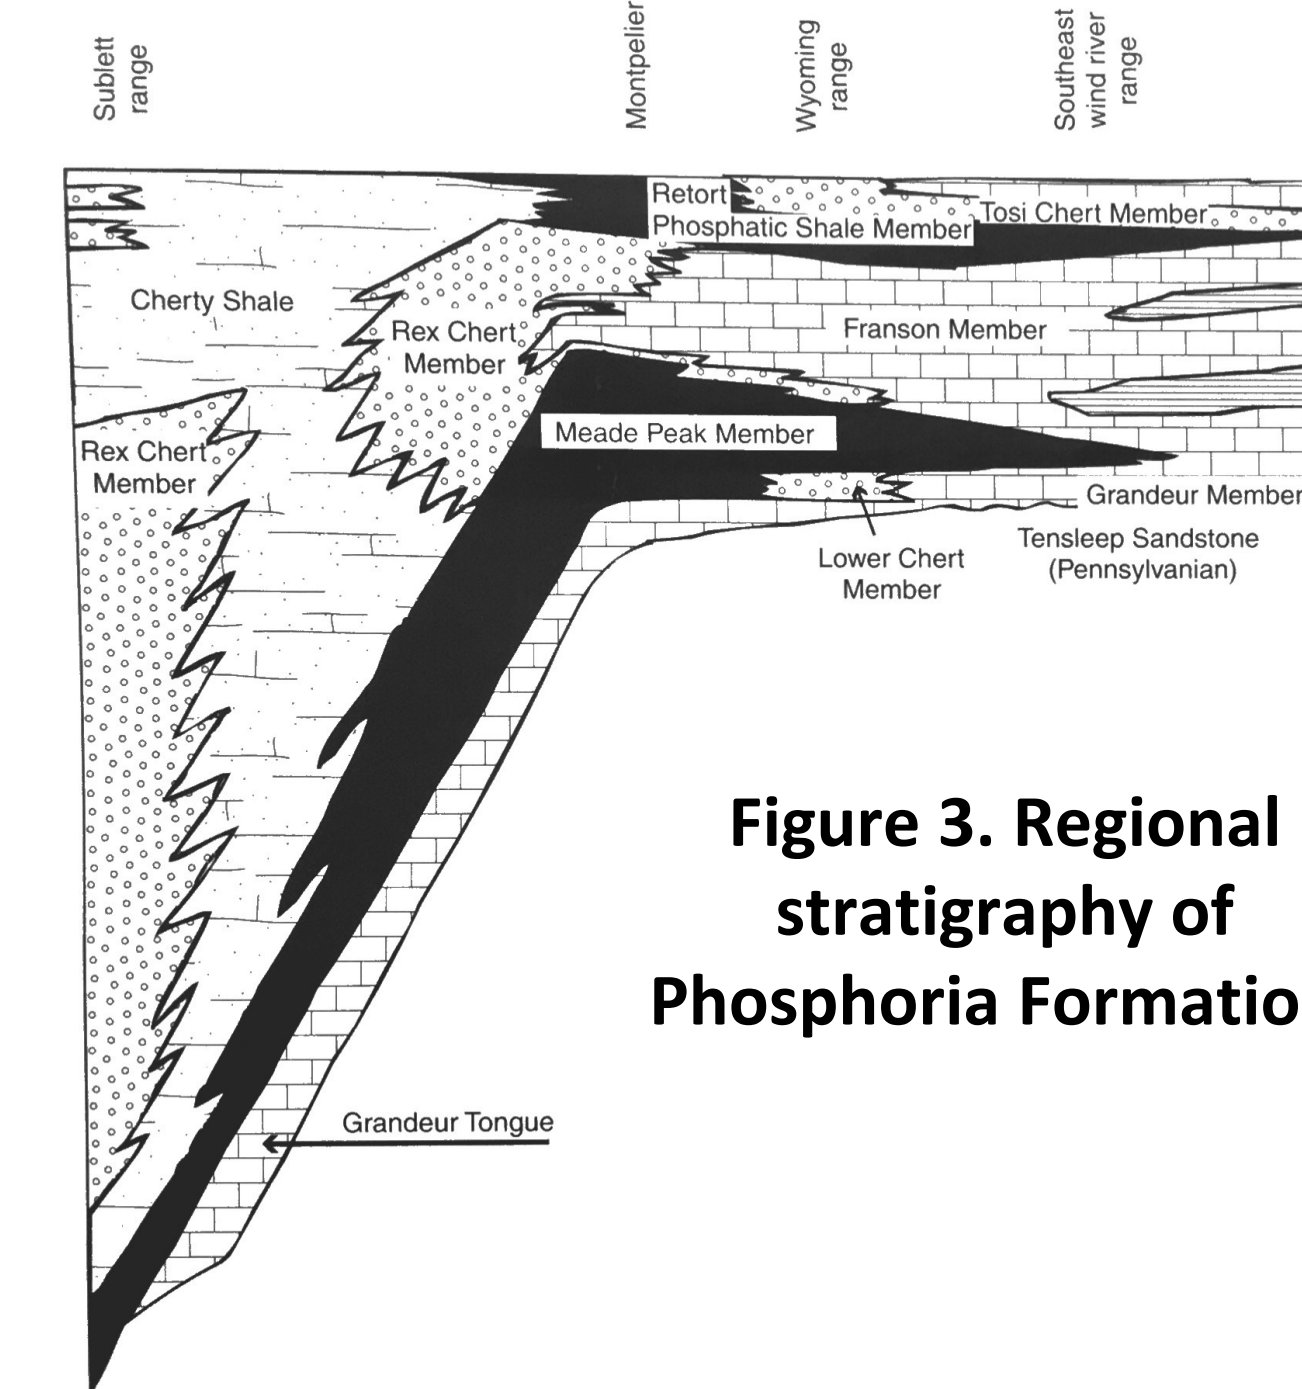 Sublett
range
Montpelier
Wyoming
range
Southeast
wind river
range
Retort
Phosphatic Shale Member
Tosi Chert Member
Cherty Shale
Rex Chert
Member
Franson Member
Meade Peak Member
Rex Chert
Member
Grandeur Member
Lower Chert
Member
Tensleep Sandstone
(Pennsylvanian)
Figure 3. Regional
stratigraphy of
Phosphoria Formatio
Grandeur Tongue